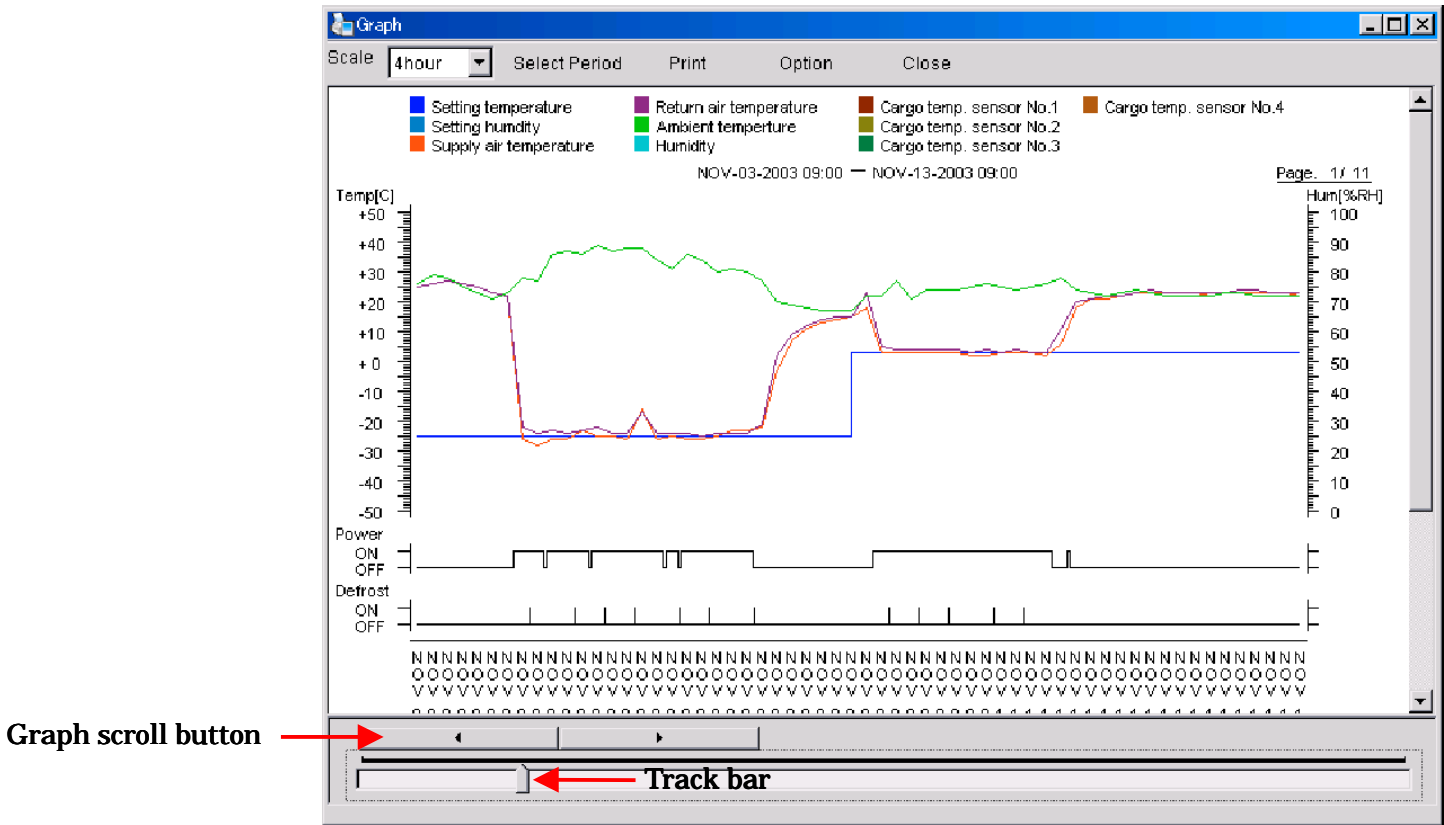 Graph
Scale 4hour Select Period Print Option Close
Setting temperature Return air temperature Cargo temp. sensor No.1 Cargo temp. sensor No.4
Setting humdity Ambient temperture Cargo temp. sensor No.2
Supply air temperature Humidity Cargo temp. sensor No.3
NOV-03-2003 09:00 — NOV-13-2003 09:00 Page. 1/ 11
Temp[C] Hum[%RH]
+50 100
+40 90
+30 80
+20 70
+10 60
+ 0 50
-10 40
-20 30
-30 20
-40 10
-50 0
Power
ON
OFF
Defrost
ON
OFF
N N N N N N N N N N N N N N N N N N N N N N N N N N N N N N N N N N N N N N N N N N N N N N N N N N N N N N N N N N N N
O O O O O O O O O O O O O O O O O O O O O O O O O O O O O O O O O O O O O O O O O O O O O O O O O O O O O O O O O O O O
V V V V V V V V V V V V V V V V V V V V V V V V V V V V V V V V V V V V V V V V V V V V V V V V V V V V V V V V V V V V
Graph scroll button
Track bar